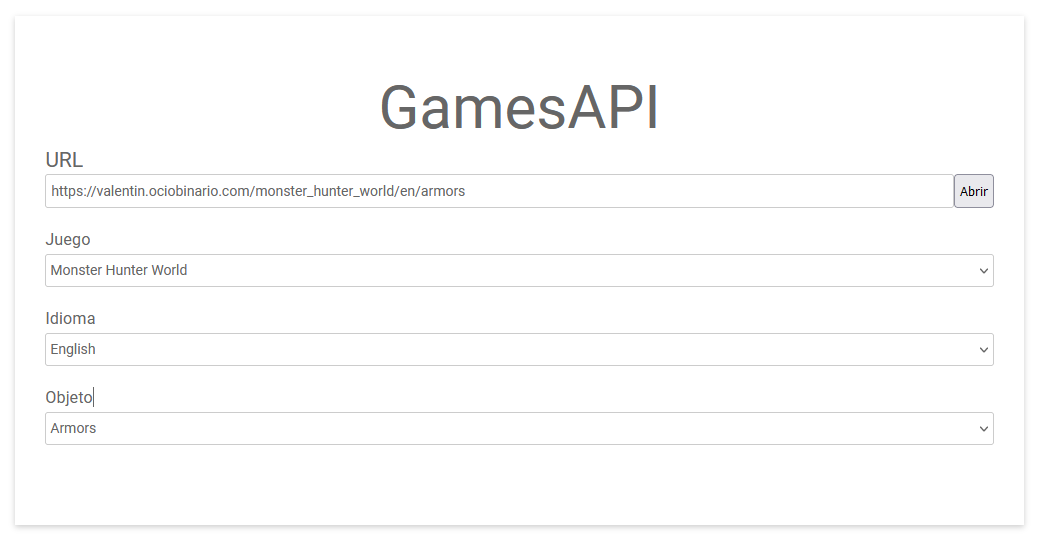 GamesAPI
URL
https://valentin.ociobinario.com/monster_hunter_world/en/armors
Abrir
Juego
Monster Hunter World
Idioma
English
Objeto
Armors